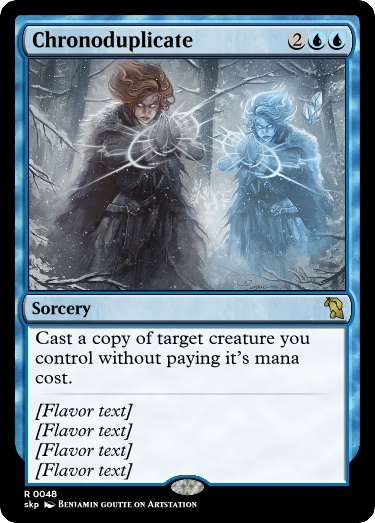 Chronoduplicate 2
Sorcery
Cast a copy of target creature you
control without paying it's mana
cost.
[Flavor text]
[Flavor text]
[Flavor text]
[Flavor text]
R 0048
skp Benjamin goutte on Artstation